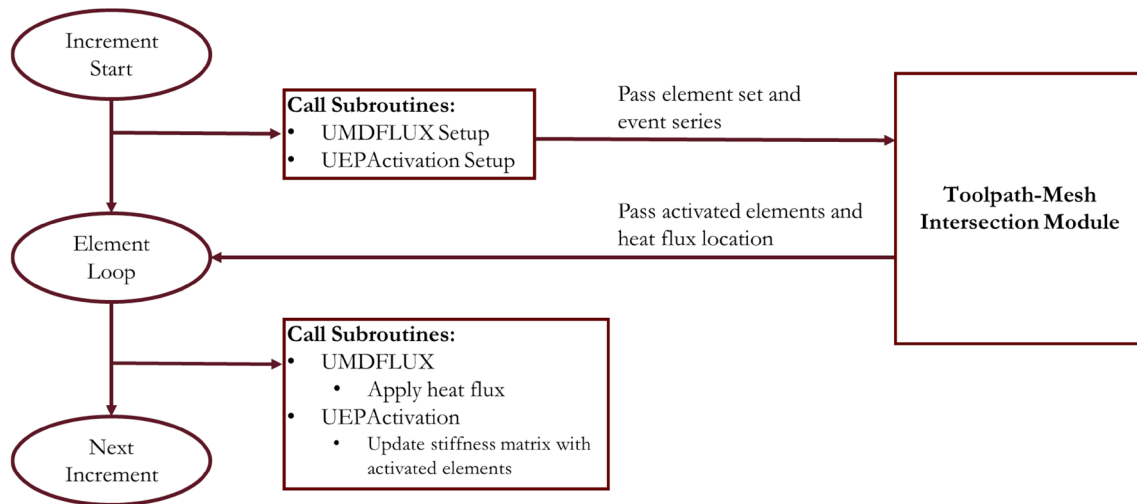 Increment
Start
Call Subroutines:
• UMDFLUX Setup
• UEPActivation Setup
Pass element set and
event series
Toolpath-Mesh
Intersection Module
Pass activated elements and
heat flux location
Element
Loop
Call Subroutines:
• UMDFLUX
• Apply heat flux
• UEPActivation
• Update stiffness matrix with
activated elements
Next
Increment